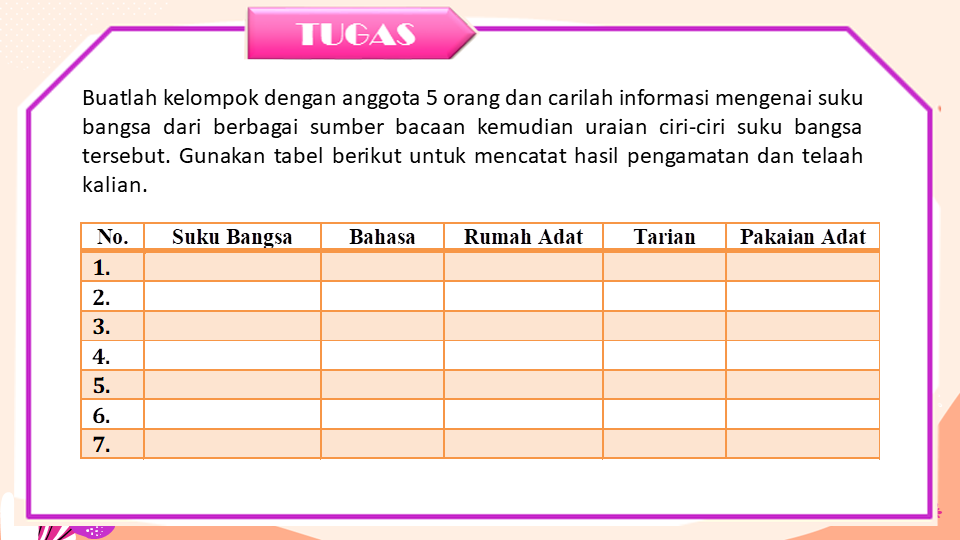 TUGAS
Buatlah kelompok dengan anggota 5 orang dan carilah informasi mengenai suku
bangsa dari berbagai sumber bacaan kemudian uraian ciri-ciri suku bangsa
tersebut. Gunakan tabel berikut untuk mencatat hasil pengamatan dan telaah
kalian.
No. Suku Bangsa Bahasa Rumah Adat Tarian Pakaian Adat
1.
2.
3.
4.
5.
6.
7.